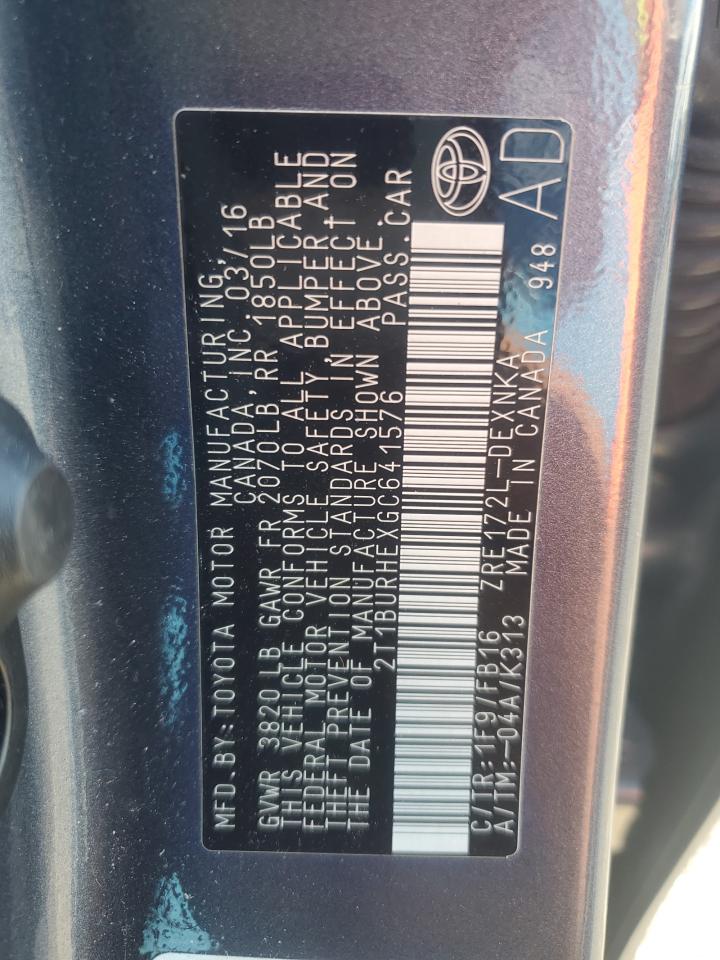 MFD.BY:TOYOTA MOTOR MANUFACTURING,
CANADA, INC.03/16
GVWR 3820LB GAWR FR 2070LB, RR 1850LB
THIS VEHICLE CONFORMS TO ALL APPLICABLE
FEDERAL MOTOR VEHICLE SAFETY, BUMPER, AND
THEFT PREVENTION STANDARDS IN EFFECT ON
THE DATE OF MANUFACTURE SHOWN ABOVE.
2T1BURHEXGC641576 PASS.CAR
C/TR:1F9/FB16 ZRE172L-DEXNKA
A/TM:-04A/K313 MADE IN CANADA 948
AD